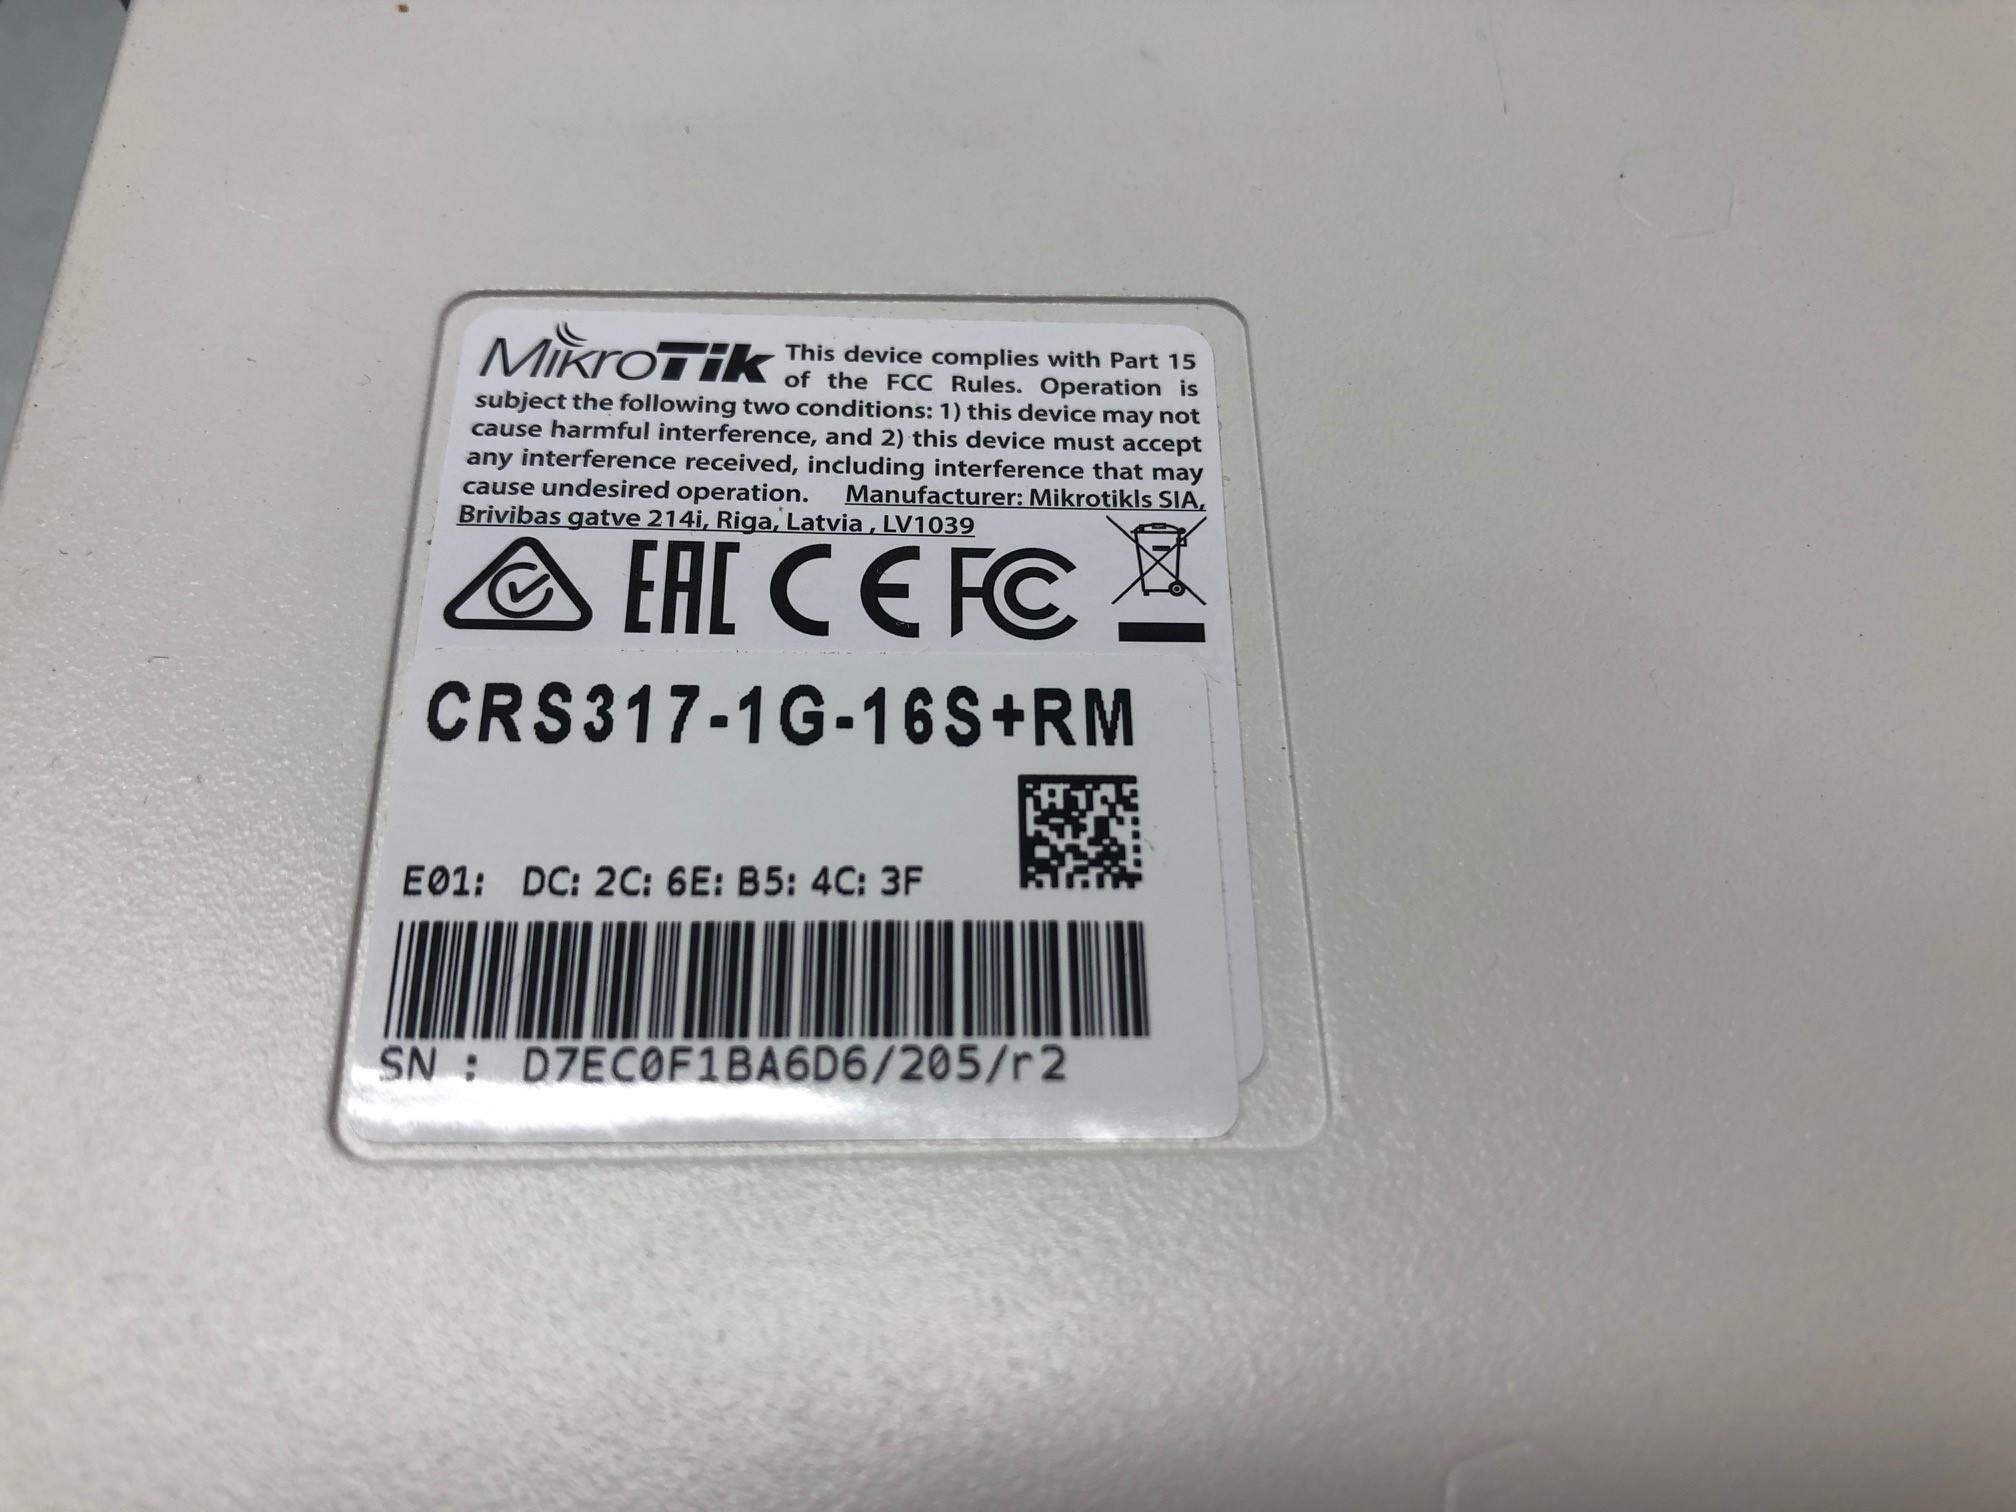 MikroTik This device complies with Part 15
of the FCC Rules. Operation is
subject the following two conditions: 1) this device may not
cause harmful interference, and 2) this device must accept
any interference received, including interference that may
cause undesired operation. Manufacturer: Mikrotikls SIA,
Brivibas gatve 214i, Riga, Latvia , LV1039
EAC CE FC
CRS317-1G-16S+RM
E01: DC: 2C: 6E: B5: 4C: 3F
SN : D7EC0F1BA6D6/205/r2